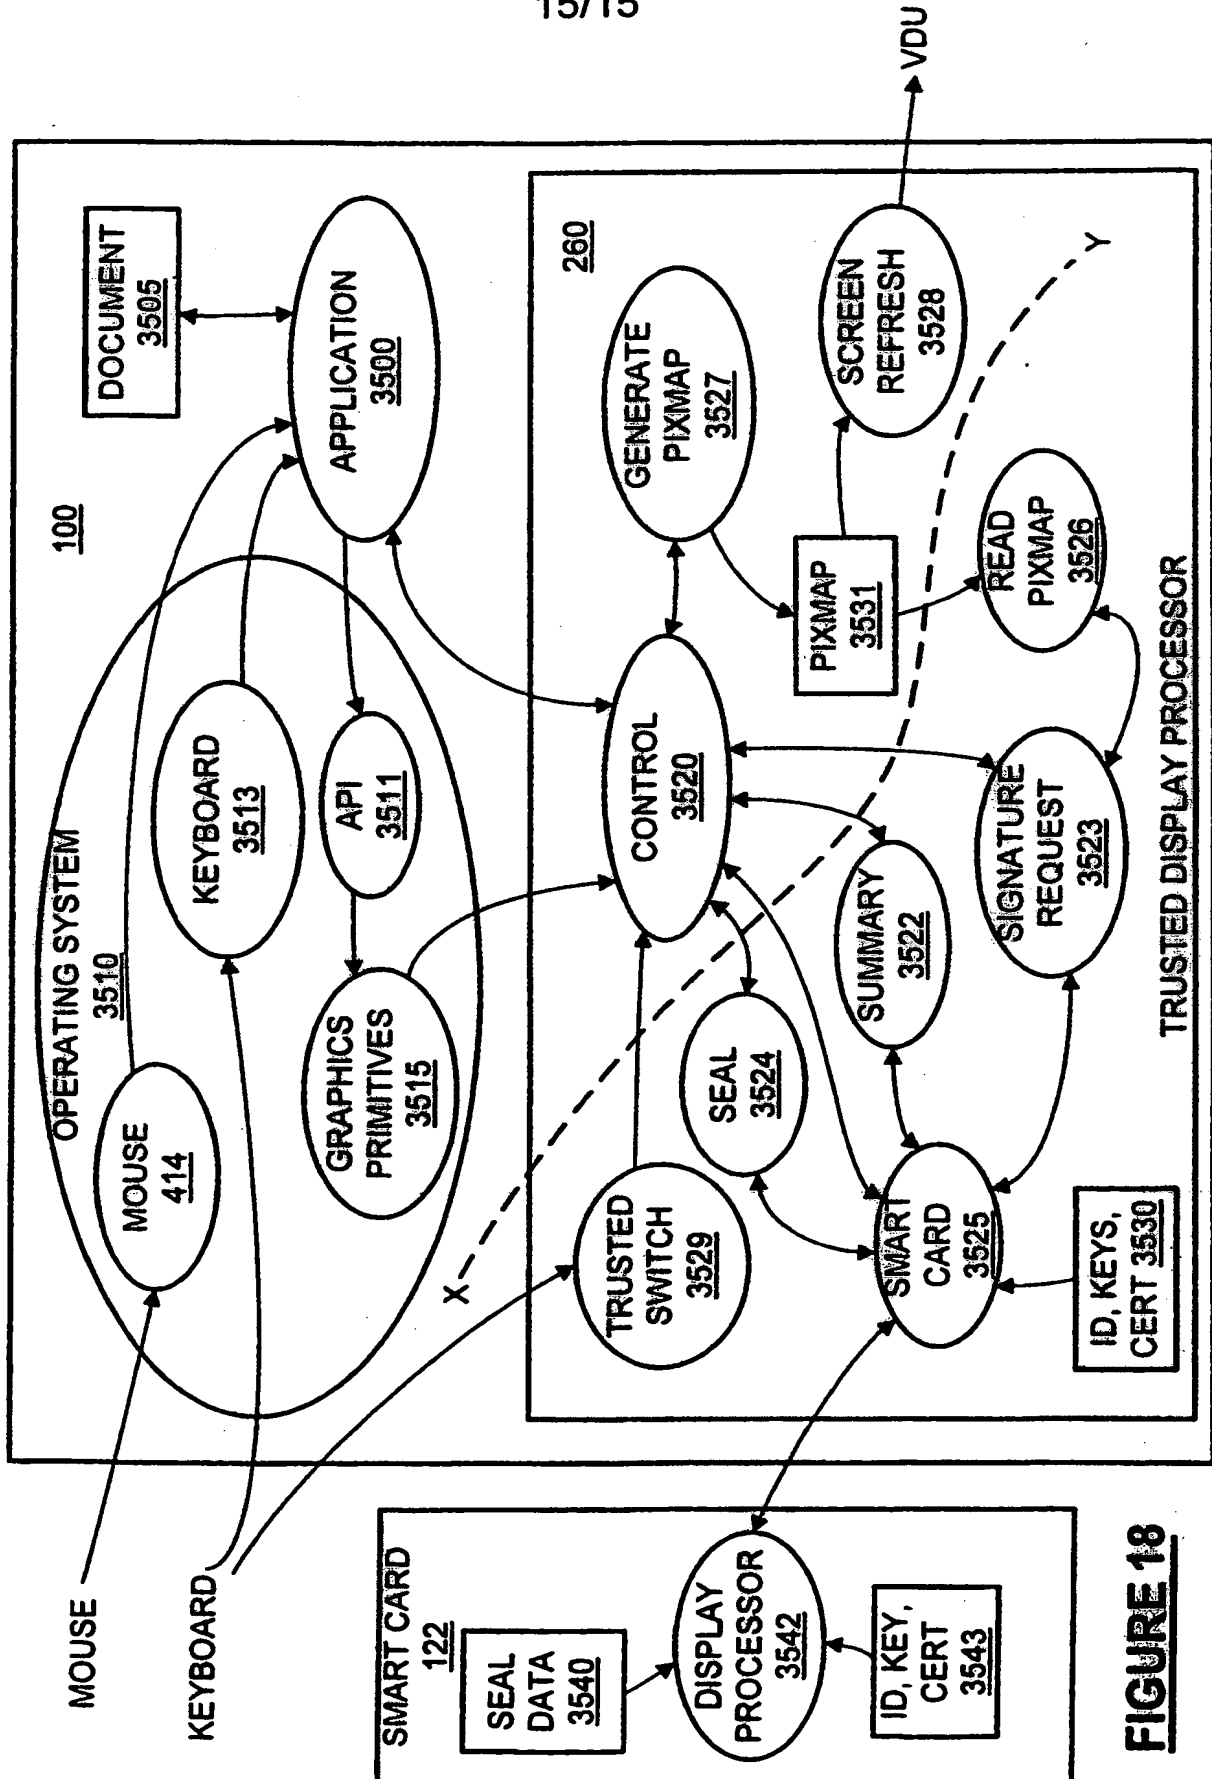 15/15
MOUSE
KEYBOARD
100
OPERATING SYSTEM
3510
MOUSE
414
KEYBOARD
3513
API
3511
GRAPHICS
PRIMITIVES
3515
DOCUMENT
3505
APPLICATION
3500
X
Y
260
TRUSTED
SWITCH
3529
CONTROL
3520
GENERATE
PIXMAP
3527
SEAL
3524
PIXMAP
3531
SCREEN
REFRESH
3528
VDU
SUMMARY
3522
SMART
CARD
3525
SIGNATURE
REQUEST
3523
READ
PIXMAP
3526
ID, KEYS,
CERT 3530
TRUSTED DISPLAY PROCESSOR
SMART CARD
122
SEAL
DATA
3540
DISPLAY
PROCESSOR
3542
ID, KEY,
CERT
3543
FIGURE 18